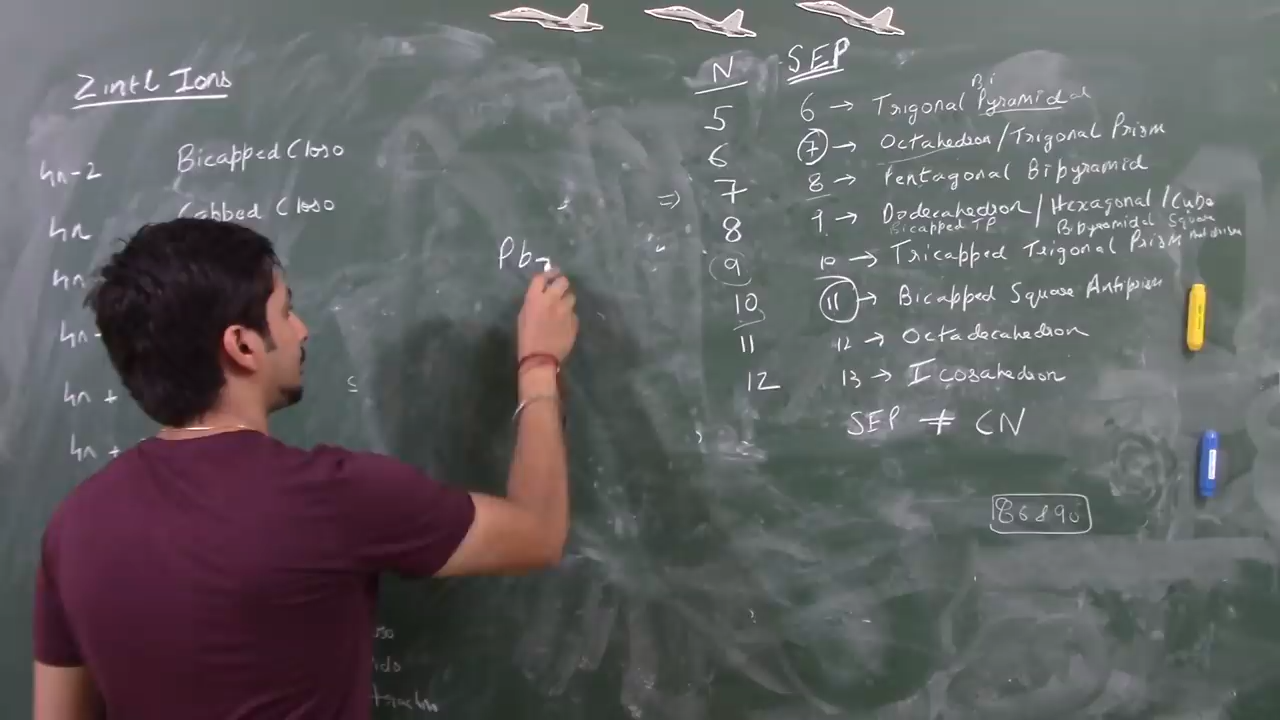 Zintl Ions
4n-2 Bicapped Closo
4n Capped Closo
4n
4n
4n +
4n +
Pb
N SEP
5 6 → Trigonal Bi Pyramidal
6 7 → Octahedron/Trigonal Prism
⇒ 7 8 → Pentagonal Bipyramid
8 9 → Dodecahedron/Hexagonal/Cube
Bicapped TP Bipyramidal Square
Antiprism
9 10 → Tricapped Trigonal Prism
10 11 → Bicapped Square Antiprism
11 12 → Octadecahedron
12 13 → Icosahedron
SEP ≠ CN